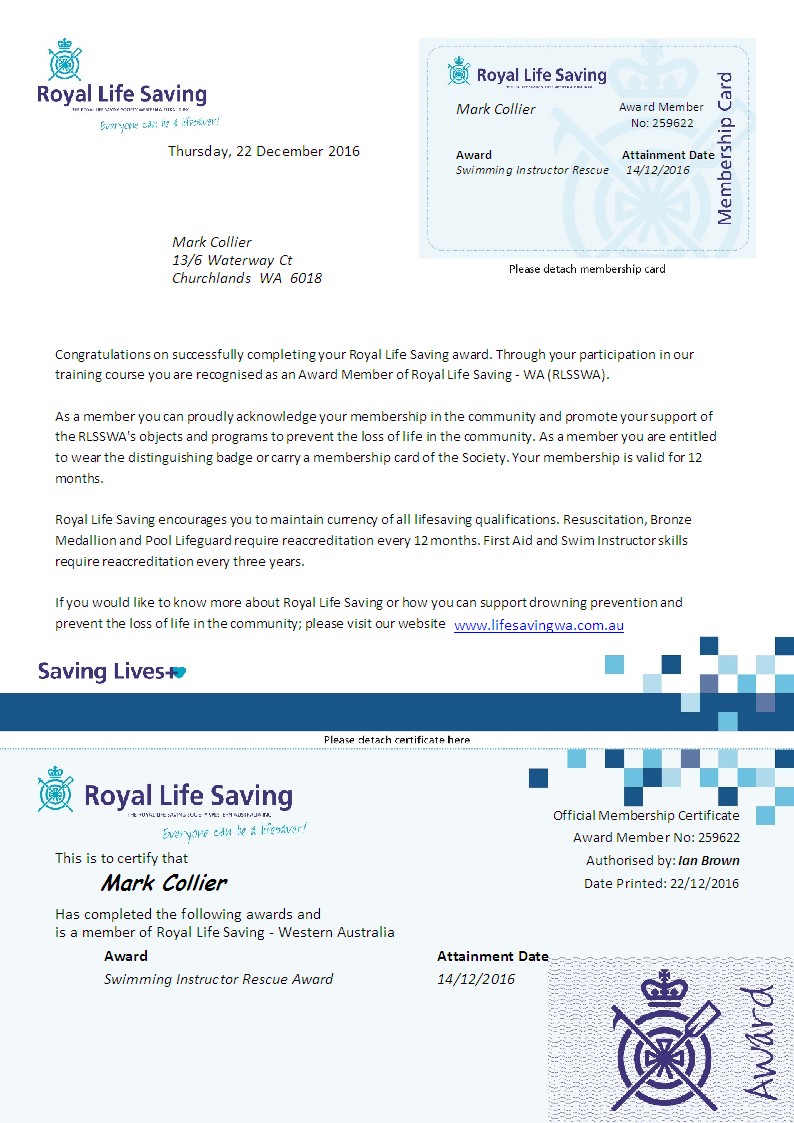 Royal Life Saving
THE ROYAL LIFE SAVING SOCIETY WESTERN AUSTRALIA INC
Everyone can be a lifesaver!
Thursday, 22 December 2016
Mark Collier
13/6 Waterway Ct
Churchlands WA 6018
Royal Life Saving
THE ROYAL LIFE SAVING SOCIETY WESTERN AUSTRALIA INC
Mark Collier
Award Member
No: 259622
Award Attainment Date
Swimming Instructor Rescue 14/12/2016
Membership Card
Please detach membership card
Congratulations on successfully completing your Royal Life Saving award. Through your participation in our
training course you are recognised as an Award Member of Royal Life Saving - WA (RLSSWA).
As a member you can proudly acknowledge your membership in the community and promote your support of
the RLSSWA's objects and programs to prevent the loss of life in the community. As a member you are entitled
to wear the distinguishing badge or carry a membership card of the Society. Your membership is valid for 12
months.
Royal Life Saving encourages you to maintain currency of all lifesaving qualifications. Resuscitation, Bronze
Medallion and Pool Lifeguard require reaccreditation every 12 months. First Aid and Swim Instructor skills
require reaccreditation every three years.
If you would like to know more about Royal Life Saving or how you can support drowning prevention and
prevent the loss of life in the community; please visit our website www.lifesavingwa.com.au
Saving Lives
Please detach certificate here
Royal Life Saving
THE ROYAL LIFE SAVING SOCIETY WESTERN AUSTRALIA INC
Everyone can be a lifesaver!
Official Membership Certificate
Award Member No: 259622
Authorised by: Ian Brown
Date Printed: 22/12/2016
This is to certify that
Mark Collier
Has completed the following awards and
is a member of Royal Life Saving - Western Australia
Award Attainment Date
Swimming Instructor Rescue Award 14/12/2016
Award